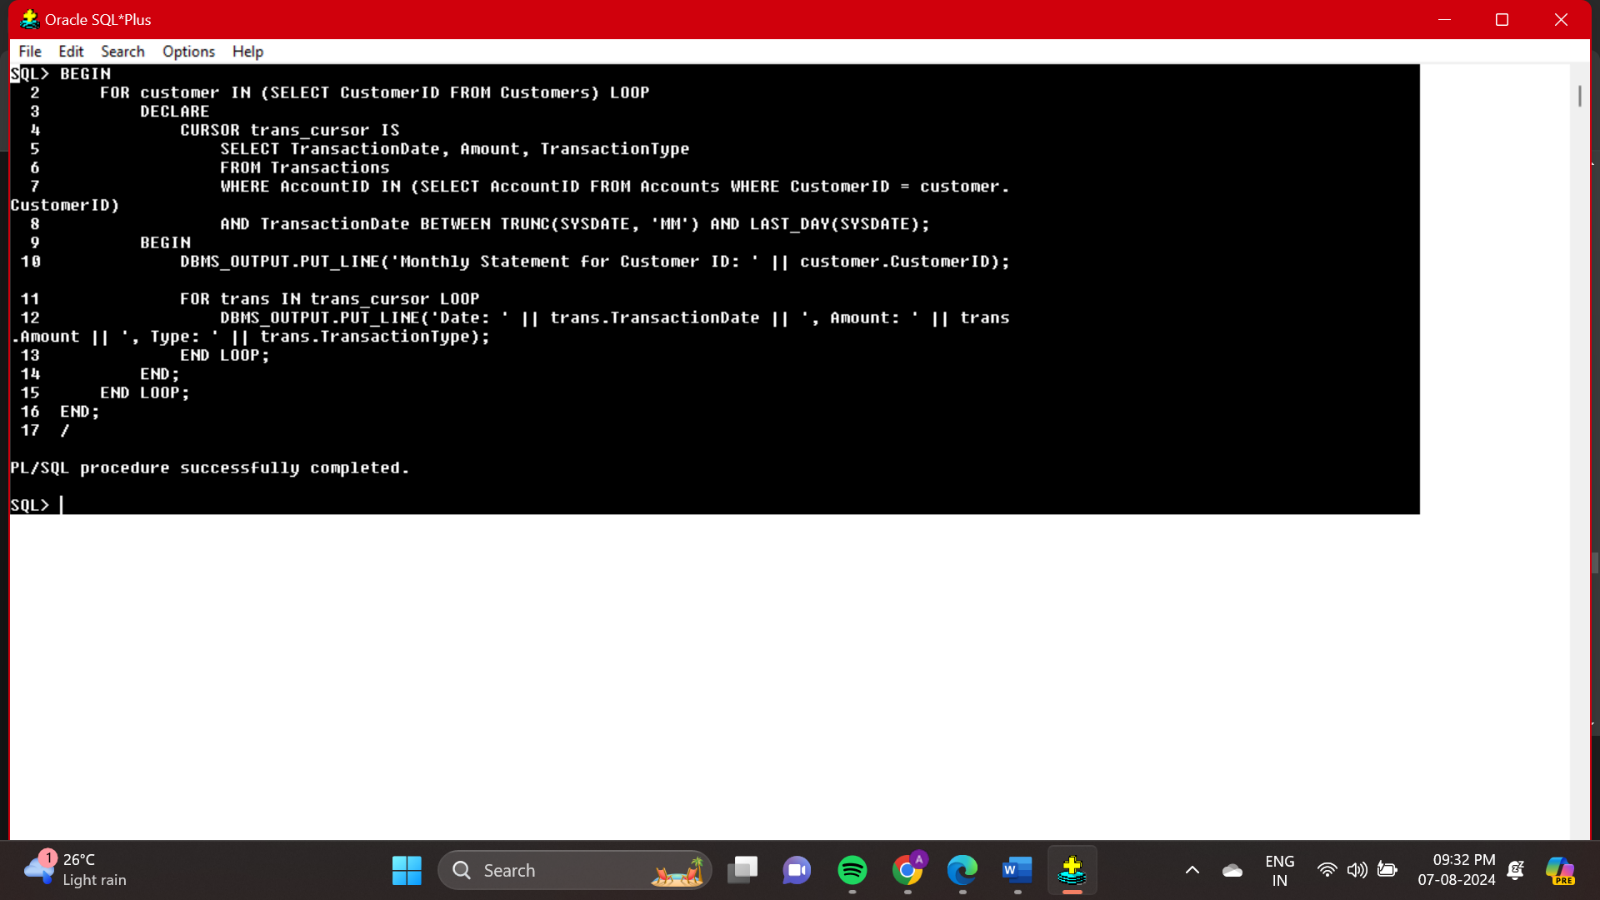 Oracle SQL*Plus
File Edit Search Options Help
SQL> BEGIN
2 FOR customer IN (SELECT CustomerID FROM Customers) LOOP
3 DECLARE
4 CURSOR trans_cursor IS
5 SELECT TransactionDate, Amount, TransactionType
6 FROM Transactions
7 WHERE AccountID IN (SELECT AccountID FROM Accounts WHERE CustomerID = customer.
CustomerID)
8 AND TransactionDate BETWEEN TRUNC(SYSDATE, 'MM') AND LAST_DAY(SYSDATE);
9 BEGIN
10 DBMS_OUTPUT.PUT_LINE('Monthly Statement for Customer ID: ' || customer.CustomerID);
11 FOR trans IN trans_cursor LOOP
12 DBMS_OUTPUT.PUT_LINE('Date: ' || trans.TransactionDate || ', Amount: ' || trans
.Amount || ', Type: ' || trans.TransactionType);
13 END LOOP;
14 END;
15 END LOOP;
16 END;
17 /
PL/SQL procedure successfully completed.
SQL>
1
26°C
Light rain
Search
A
W
ENG
IN
09:32 PM
07-08-2024
PRE